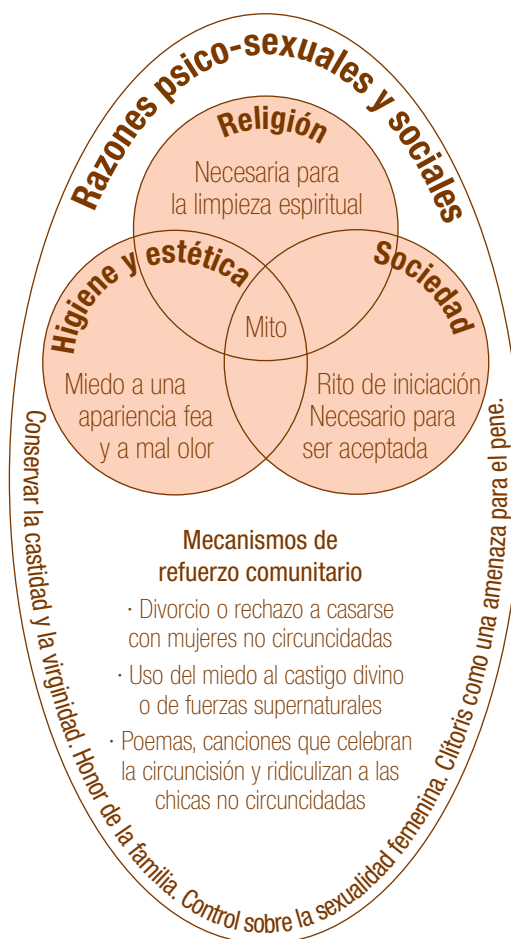 Razones psico-sexuales y sociales
Religión
Necesaria para
la limpieza espiritual
Higiene y estética
Sociedad
Mito
Miedo a una
apariencia fea
y a mal olor
Rito de iniciación
Necesario para
ser aceptada
Mecanismos de
refuerzo comunitario
· Divorcio o rechazo a casarse
con mujeres no circuncidadas
· Uso del miedo al castigo divino
o de fuerzas supernaturales
· Poemas, canciones que celebran
la circuncisión y ridiculizan a las
chicas no circuncidadas
Conservar la castidad y la virginidad. Honor de la familia. Control sobre la sexualidad femenina. Clítoris como una amenaza para el pene.